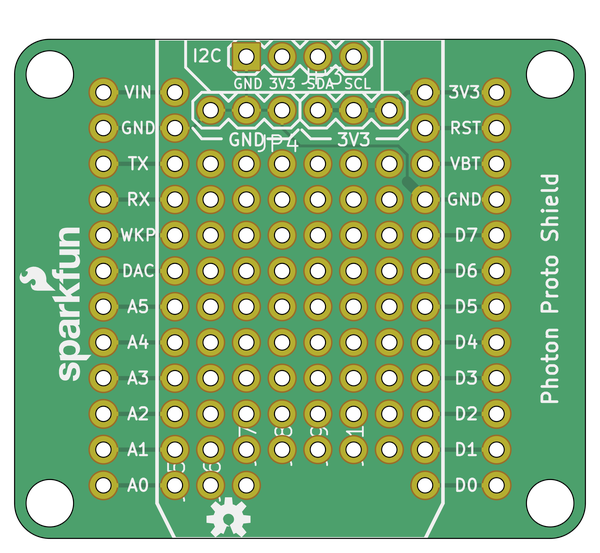 I2C
GND 3V3 SDA SCL
VIN 3V3
GND RST
GND 3V3
JP4
TX VBT
RX GND
WKP D7
DAC D6
A5 D5
A4 D4
A3 D3
A2 D2
A1 D1
A0 D0
sparkfun
Photon Proto Shield